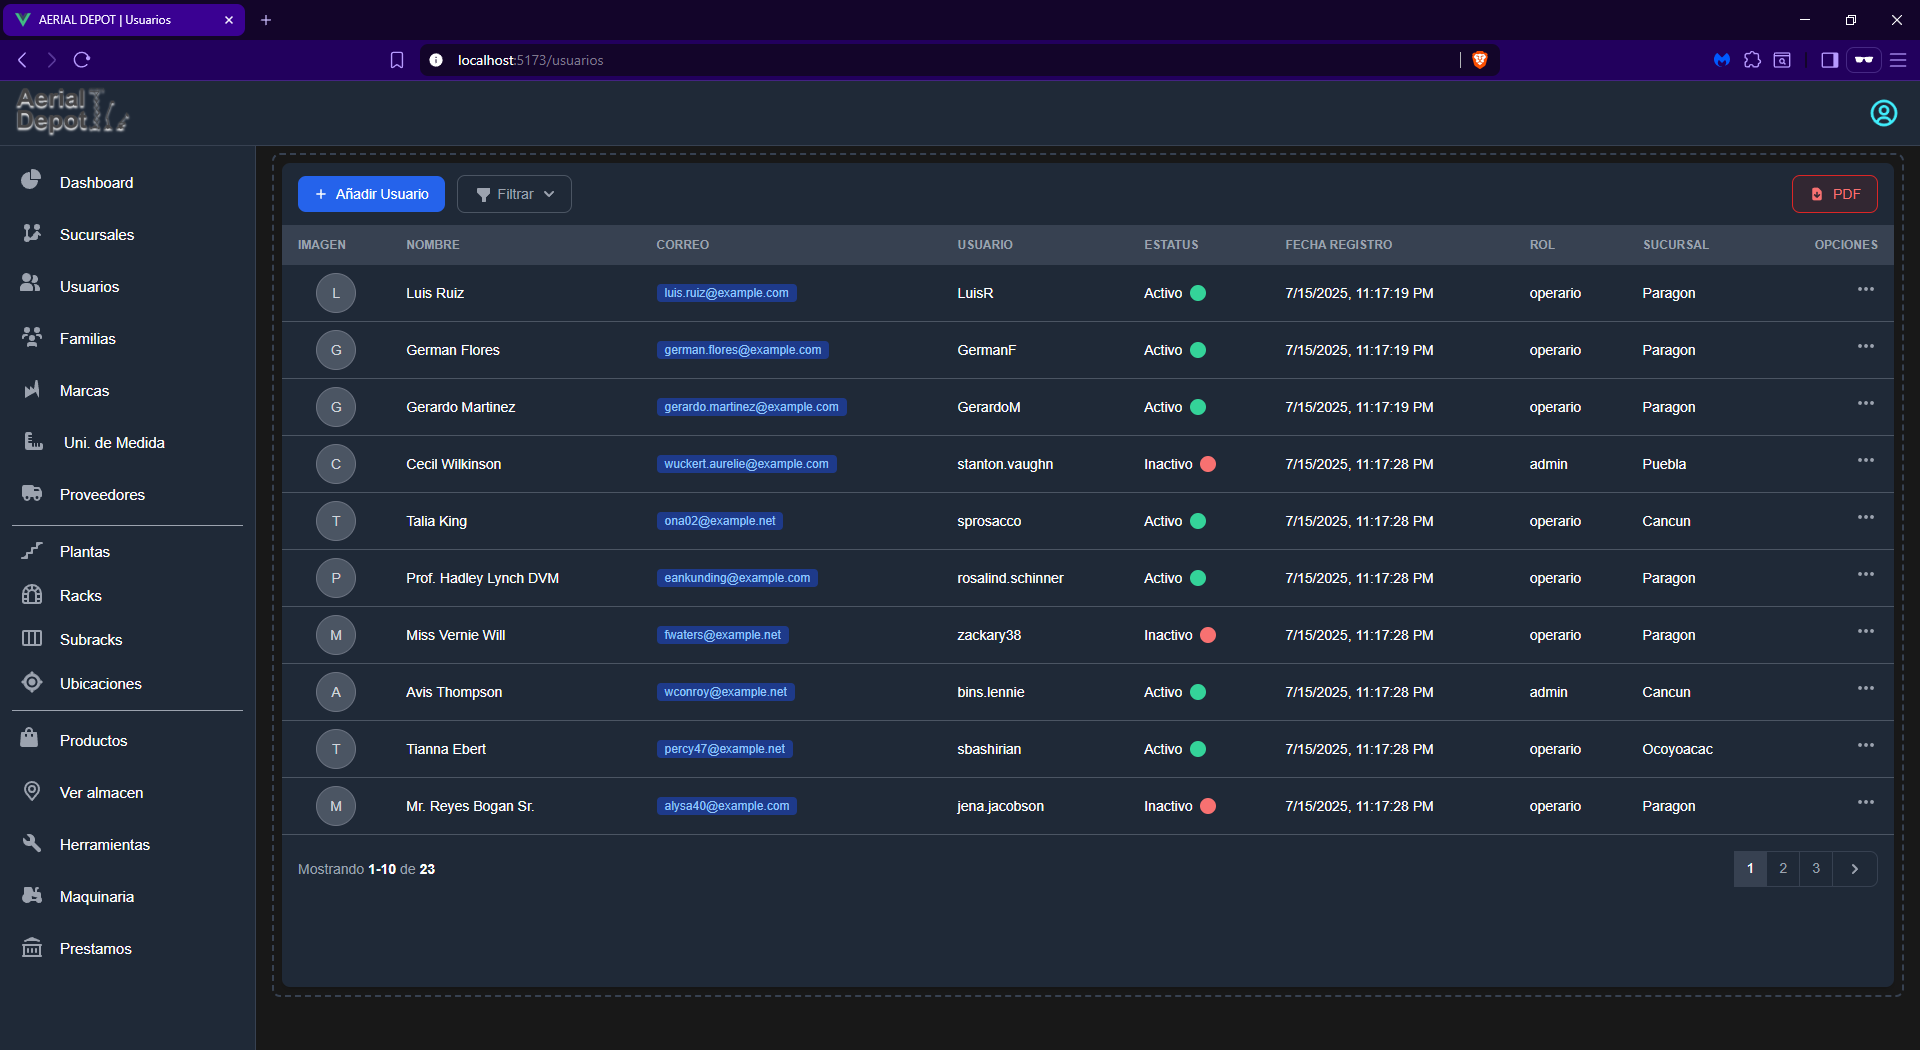 AERIAL DEPOT | Usuarios
localhost:5173/usuarios
Aerial
Depot
Dashboard
Sucursales
Usuarios
Familias
Marcas
Uni. de Medida
Proveedores
Plantas
Racks
Subracks
Ubicaciones
Productos
Ver almacen
Herramientas
Maquinaria
Prestamos
+ Añadir Usuario Filtrar PDF
IMAGEN NOMBRE CORREO USUARIO ESTATUS FECHA REGISTRO ROL SUCURSAL OPCIONES
L Luis Ruiz luis.ruiz@example.com LuisR Activo 7/15/2025, 11:17:19 PM operario Paragon ...
G German Flores german.flores@example.com GermanF Activo 7/15/2025, 11:17:19 PM operario Paragon ...
G Gerardo Martinez gerardo.martinez@example.com GerardoM Activo 7/15/2025, 11:17:19 PM operario Paragon ...
C Cecil Wilkinson wuckert.aurelie@example.com stanton.vaughn Inactivo 7/15/2025, 11:17:28 PM admin Puebla ...
T Talia King ona02@example.net sprosacco Activo 7/15/2025, 11:17:28 PM operario Cancun ...
P Prof. Hadley Lynch DVM eankunding@example.com rosalind.schinner Activo 7/15/2025, 11:17:28 PM operario Paragon ...
M Miss Vernie Will fwaters@example.net zackary38 Inactivo 7/15/2025, 11:17:28 PM operario Paragon ...
A Avis Thompson wconroy@example.net bins.lennie Activo 7/15/2025, 11:17:28 PM admin Cancun ...
T Tianna Ebert percy47@example.net sbashirian Activo 7/15/2025, 11:17:28 PM operario Ocoyoacac ...
M Mr. Reyes Bogan Sr. alysa40@example.com jena.jacobson Inactivo 7/15/2025, 11:17:28 PM operario Paragon ...
Mostrando 1-10 de 23 1 2 3